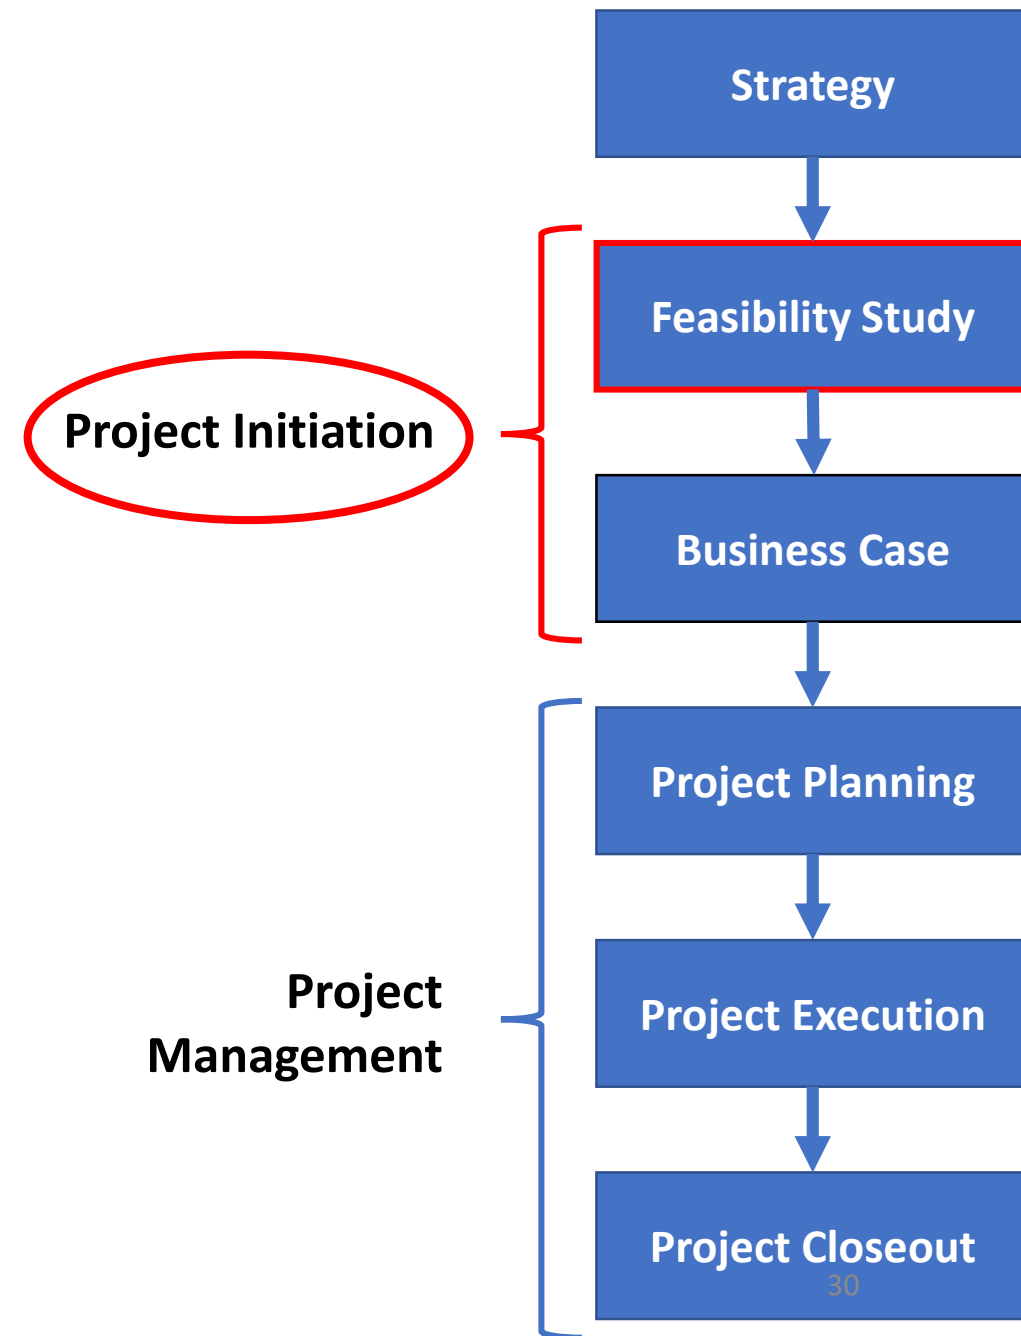 Strategy
Feasibility Study
Project Initiation
Business Case
Project Planning
Project
Management
Project Execution
Project Closeout
30